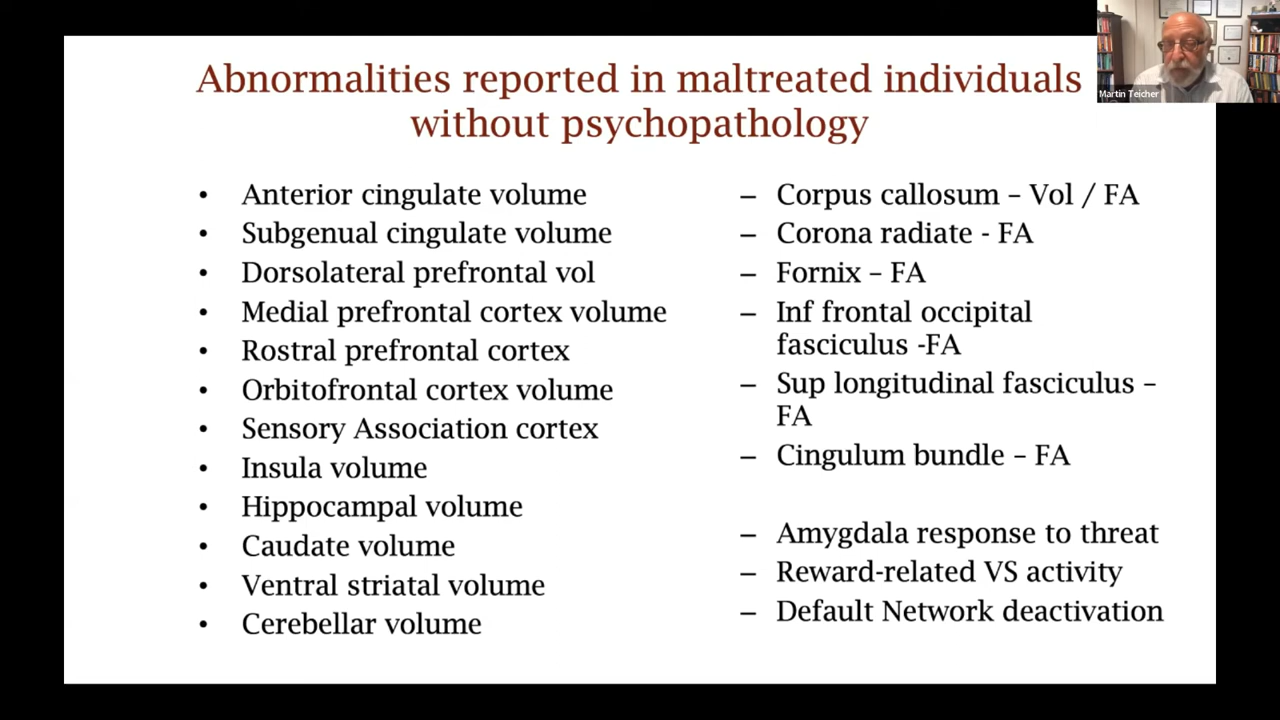 Abnormalities reported in maltreated individuals
without psychopathology
Martin Teicher
• Anterior cingulate volume
• Subgenual cingulate volume
• Dorsolateral prefrontal vol
• Medial prefrontal cortex volume
• Rostral prefrontal cortex
• Orbitofrontal cortex volume
• Sensory Association cortex
• Insula volume
• Hippocampal volume
• Caudate volume
• Ventral striatal volume
• Cerebellar volume
– Corpus callosum – Vol / FA
– Corona radiate - FA
– Fornix – FA
– Inf frontal occipital
fasciculus -FA
– Sup longitudinal fasciculus –
FA
– Cingulum bundle – FA
– Amygdala response to threat
– Reward-related VS activity
– Default Network deactivation